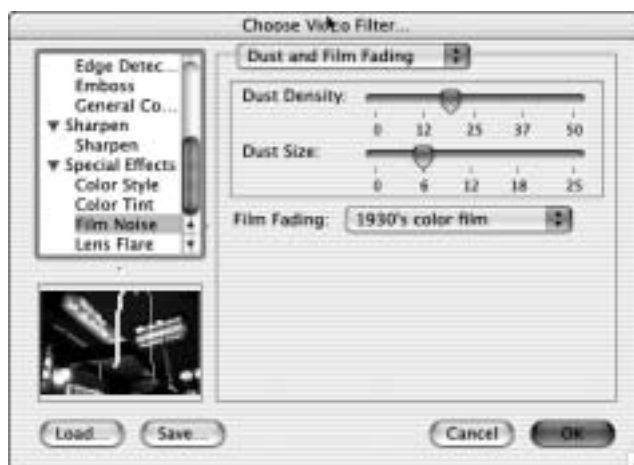 Choose Video Filter...
Edge Detec...
Emboss
General Co...
Sharpen
Sharpen
Special Effects
Color Style
Color Tint
Film Noise
Lens Flare
Dust and Film Fading
Dust Density:
0 12 25 37 50
Dust Size:
0 6 12 18 25
Film Fading: 1930's color film
Load... Save... Cancel OK